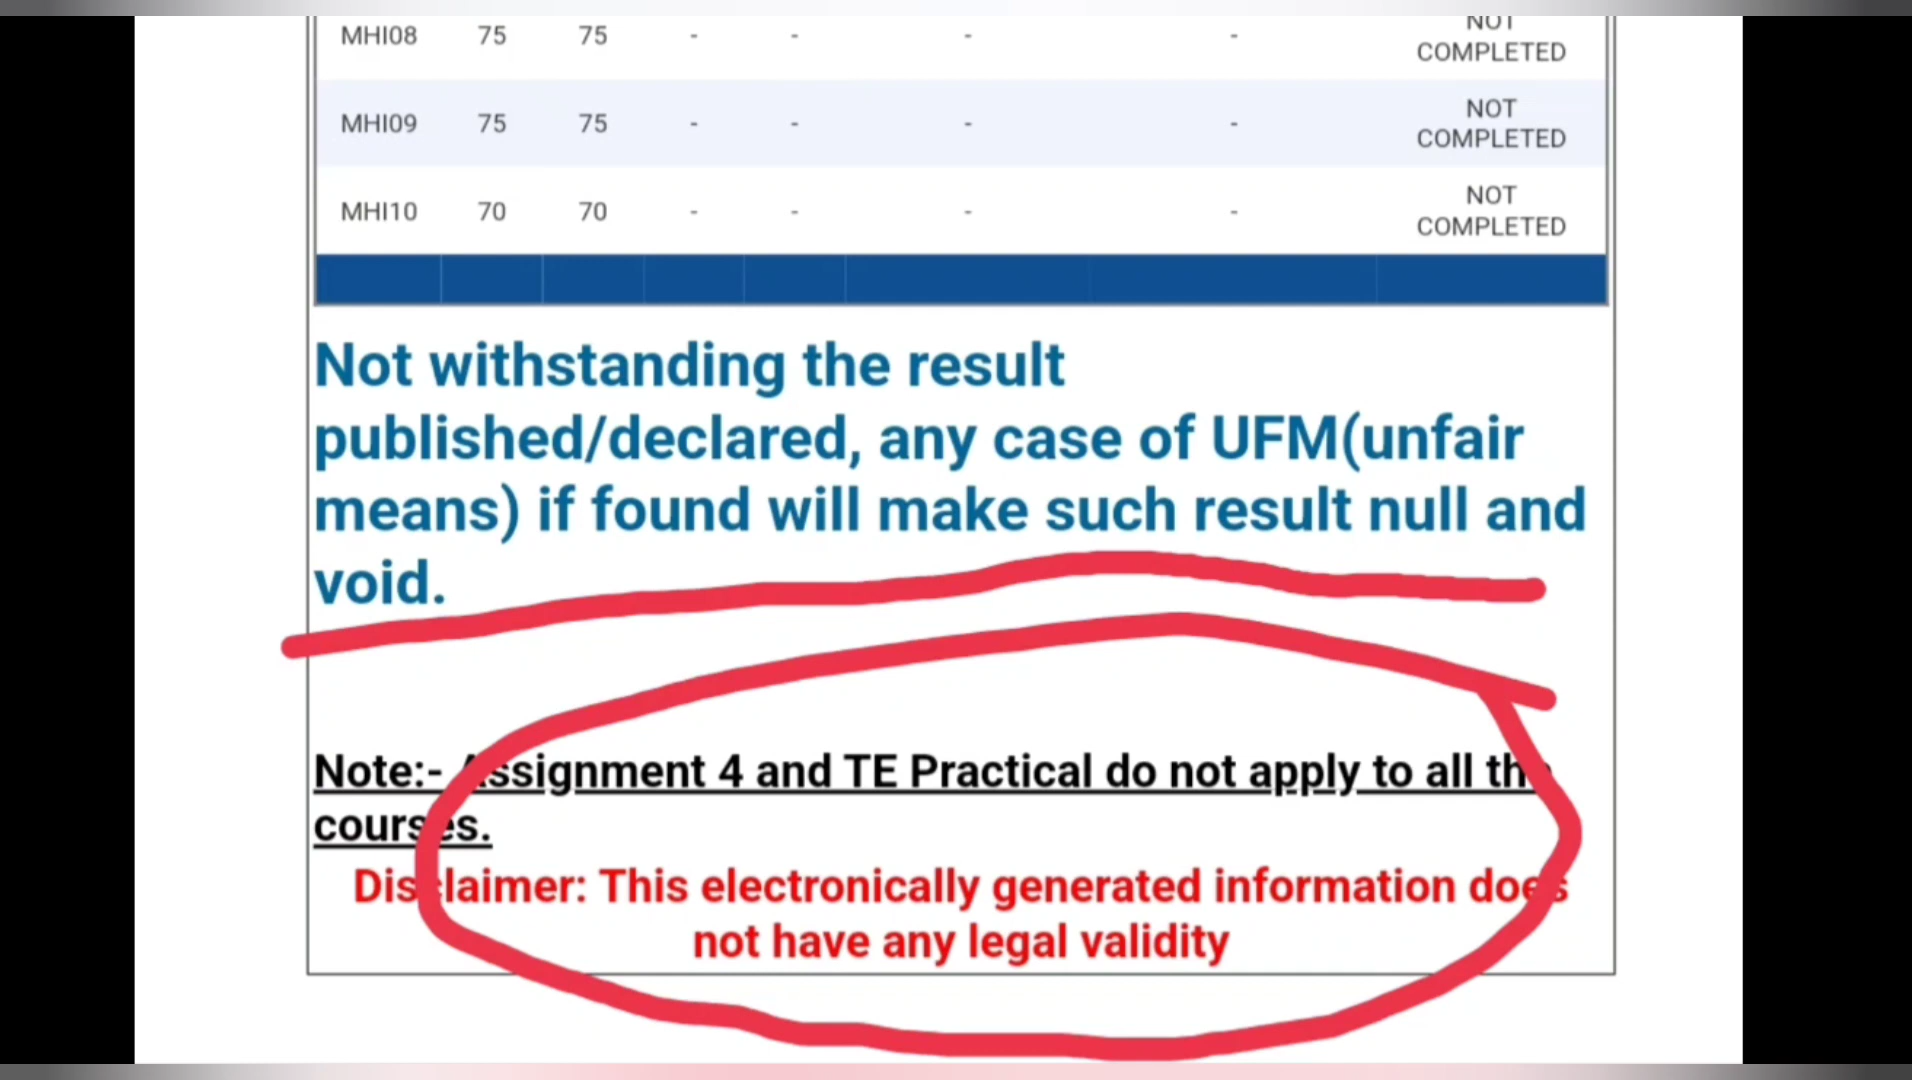 NOT
MHI08 75 75 - - - - COMPLETED
NOT
MHI09 75 75 - - - - COMPLETED
NOT
MHI10 70 70 - - - - COMPLETED
Not withstanding the result
published/declared, any case of UFM(unfair
means) if found will make such result null and
void.
Note:- Assignment 4 and TE Practical do not apply to all the
courses.
Disclaimer: This electronically generated information does
not have any legal validity